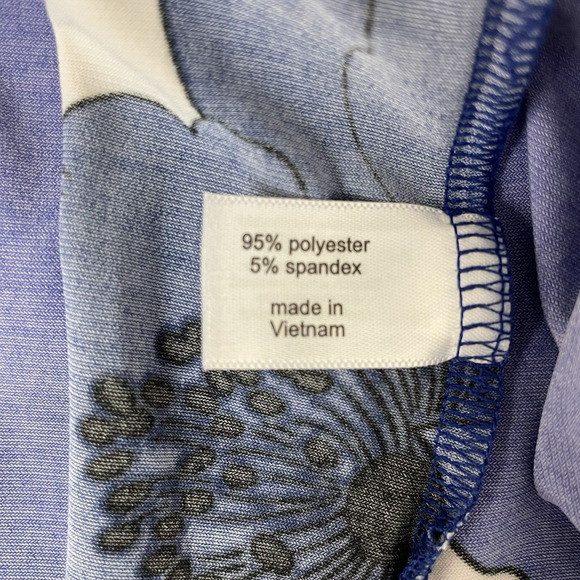 95% polyester
5% spandex
made in
Vietnam